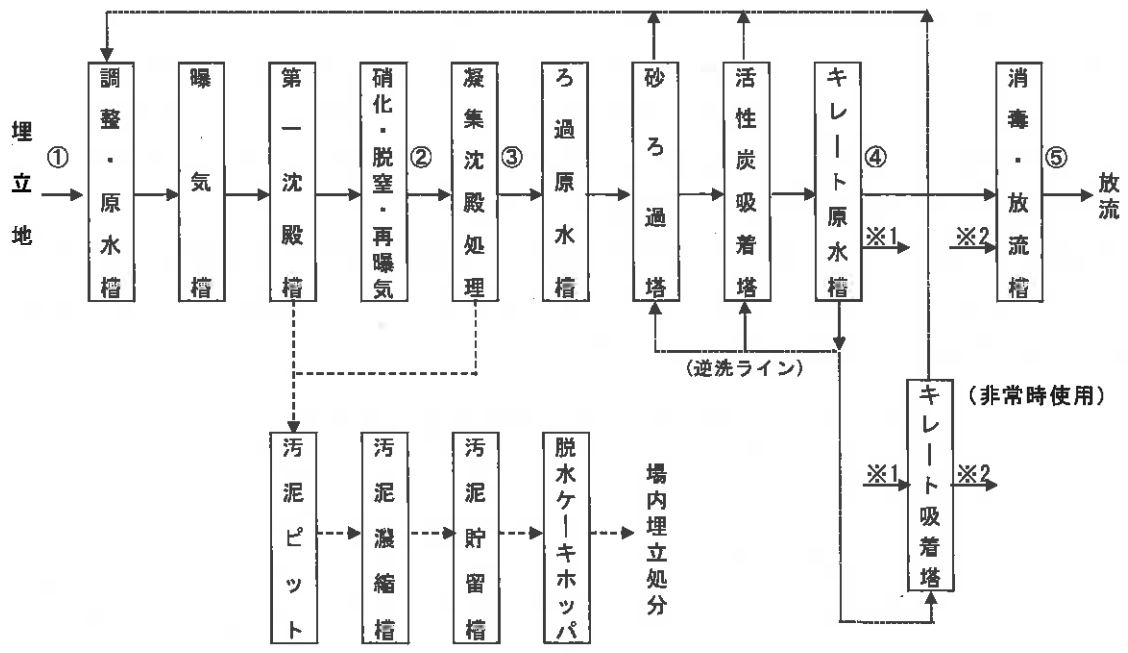 埋立地
①
調整・原水槽
曝気槽
第一沈殿槽
硝化・脱窒・再曝気
②
凝集沈殿処理
③
ろ過原水槽
砂ろ過塔
活性炭吸着塔
キレート原水槽
④
※1
※2
消毒・放流槽
⑤
放流
(逆洗ライン)
キレート吸着塔
(非常時使用)
※1
※2
汚泥ピット
汚泥濃縮槽
汚泥貯留槽
脱水ケーキホッパ
場内埋立処分